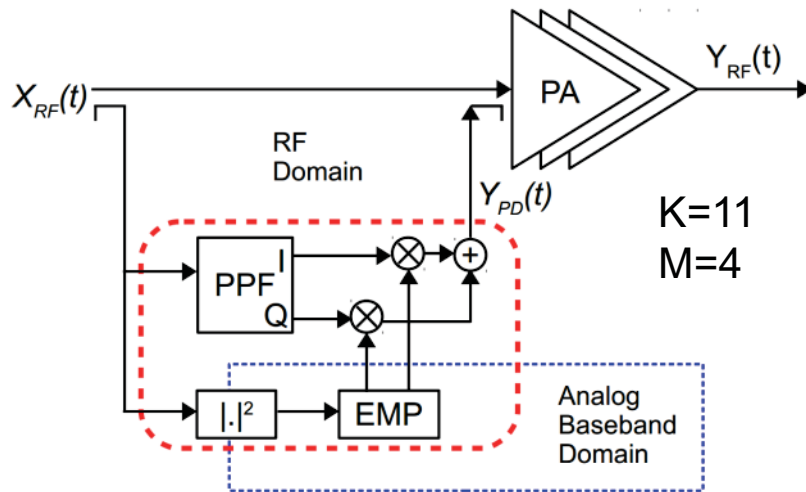 X_RF(t)
PA
Y_RF(t)
RF
Domain
Y_PD(t)
K=11
M=4
PPF
I
Q
|.|²
EMP
Analog
Baseband
Domain